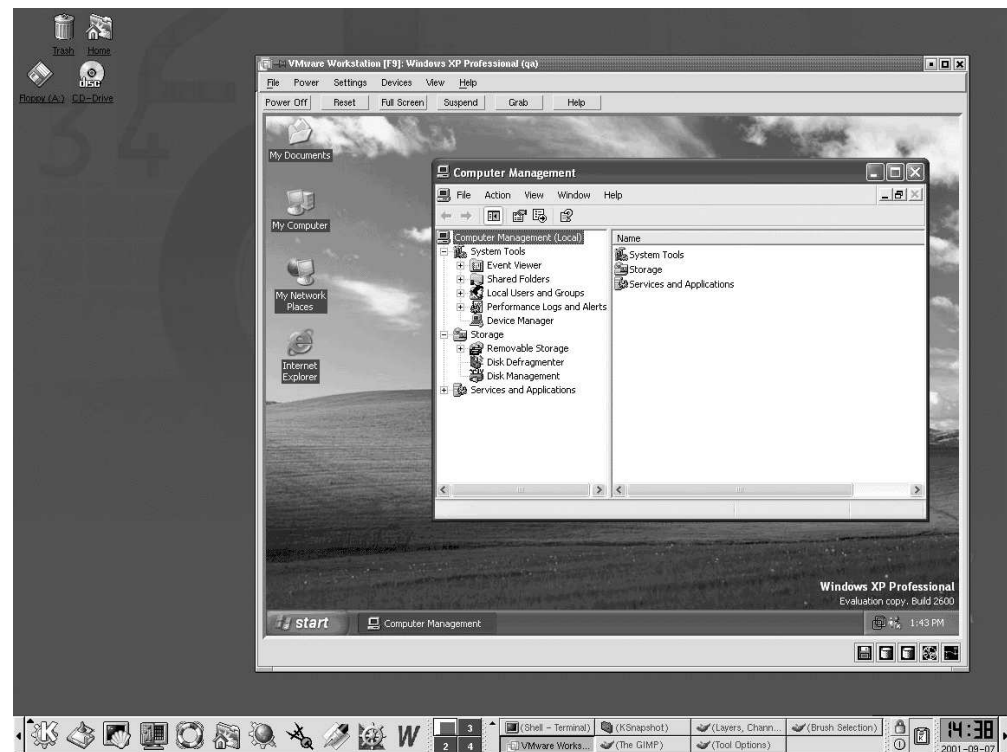 Trash Home
Floppy (A:) CD-Drive
VMware Workstation [F9]: Windows XP Professional (qa)
File Power Settings Devices View Help
Power Off Reset Full Screen Suspend Grab Help
My Documents
My Computer
My Network Places
Internet Explorer
Computer Management
File Action View Window Help
Computer Management (Local)
System Tools
Event Viewer
Shared Folders
Local Users and Groups
Performance Logs and Alerts
Device Manager
Storage
Removable Storage
Disk Defragmenter
Disk Management
Services and Applications
Name
System Tools
Storage
Services and Applications
Windows XP Professional
Evaluation copy. Build 2600
start Computer Management 1:43 PM
3
2 4
(Shell - Terminal) (KSnapshot) (Layers, Chann... (Brush Selection)
VMware Works... (The GIMP) (Tool Options)
14:38
2001-09-07